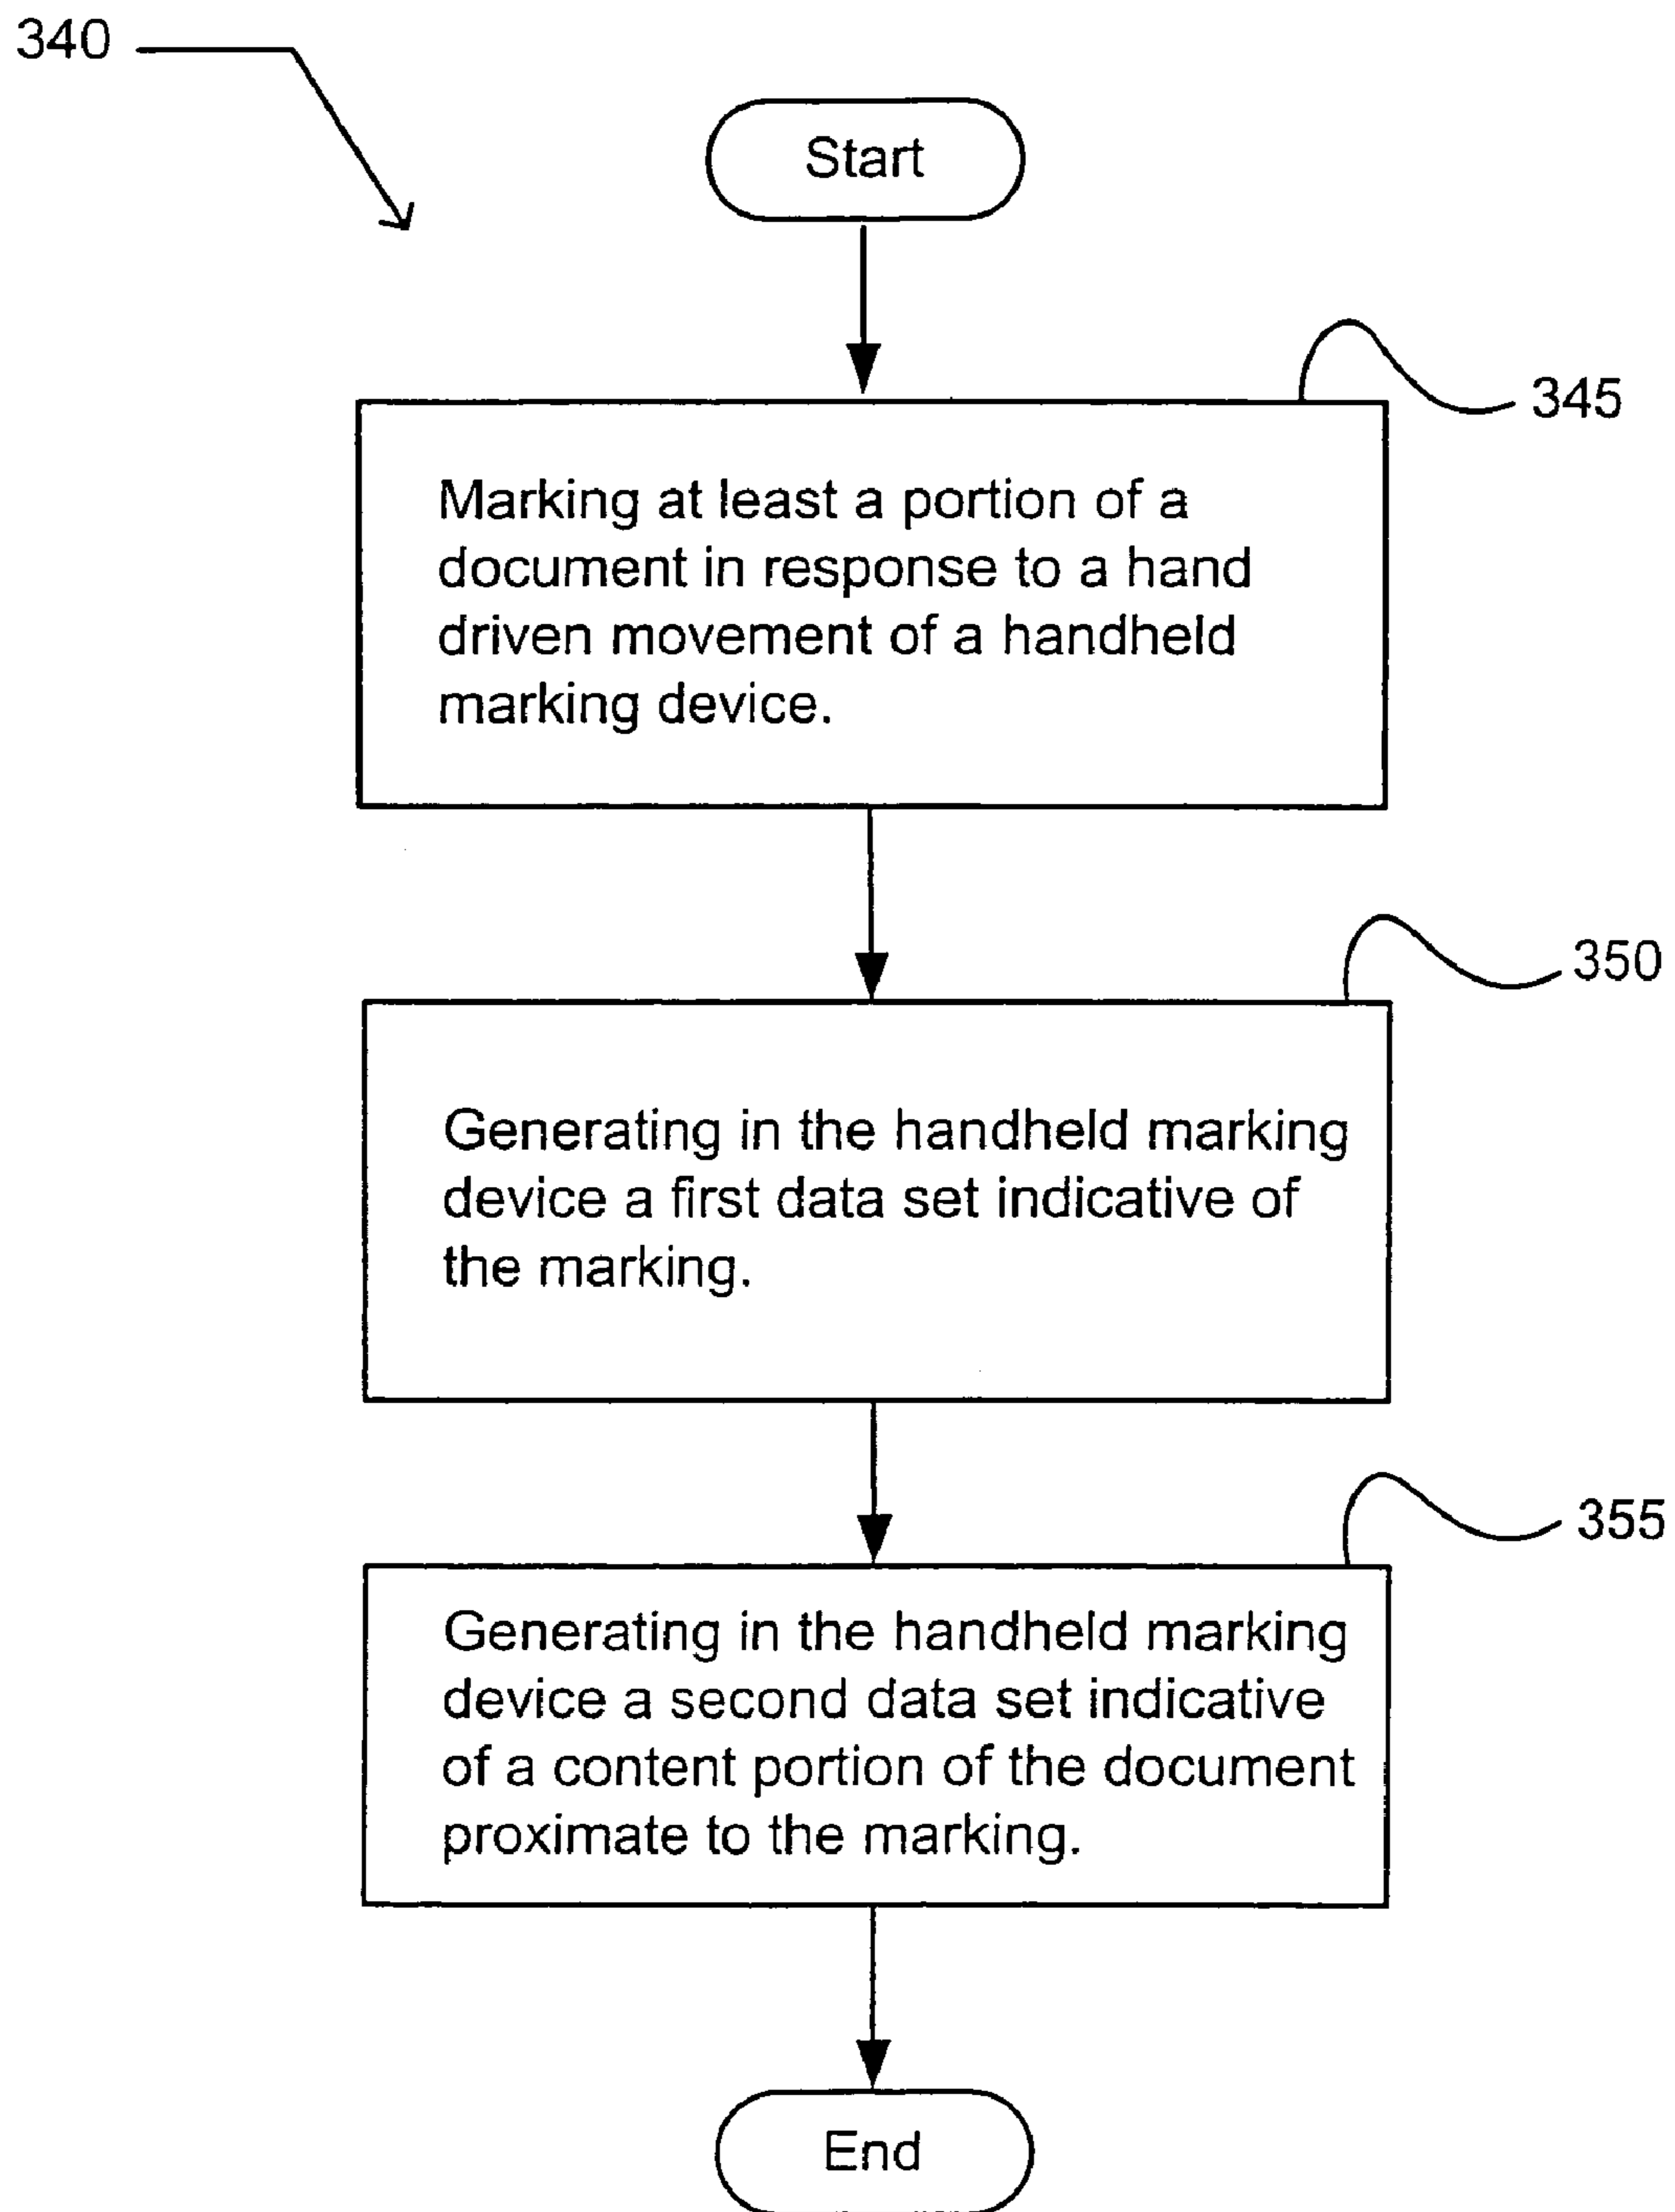 340
Start
345
Marking at least a portion of a
document in response to a hand
driven movement of a handheld
marking device.
350
Generating in the handheld marking
device a first data set indicative of
the marking.
355
Generating in the handheld marking
device a second data set indicative
of a content portion of the document
proximate to the marking.
End